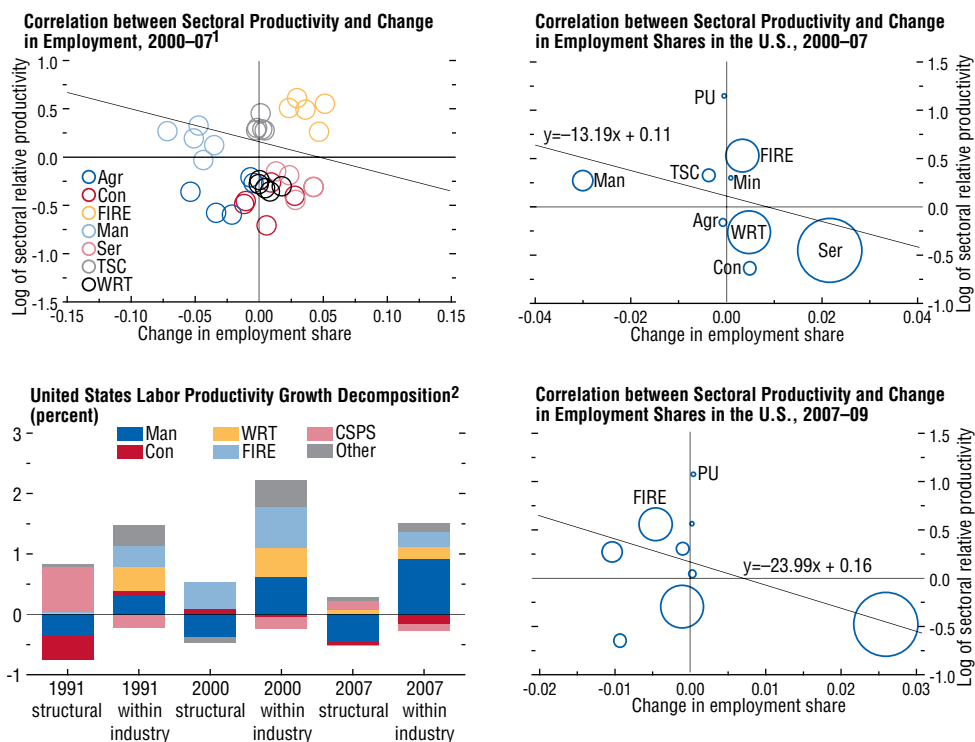 Correlation between Sectoral Productivity and Change
in Employment, 2000–07¹
Log of sectoral relative productivity
1.0
0.5
0.0
-0.5
-1.0
-1.5
Agr
Con
FIRE
Man
Ser
TSC
WRT
-0.15
-0.10
-0.05
0.00
0.05
0.10
0.15
Change in employment share
Correlation between Sectoral Productivity and Change
in Employment Shares in the U.S., 2000–07
Log of sectoral relative productivity
1.5
1.0
0.5
0.0
-0.5
-1.0
PU
y=–13.19x + 0.11
FIRE
TSC
Min
Man
Agr
WRT
Ser
Con
-0.04
-0.02
0.00
0.02
0.04
Change in employment share
United States Labor Productivity Growth Decomposition²
(percent)
3
2
1
0
-1
Man
WRT
CSPS
Con
FIRE
Other
1991
structural
1991
within
industry
2000
structural
2000
within
industry
2007
structural
2007
within
industry
Correlation between Sectoral Productivity and Change
in Employment Shares in the U.S., 2007–09
Log of sectoral relative productivity
1.5
1.0
0.5
0.0
-0.5
-1.0
PU
FIRE
y=–23.99x + 0.16
-0.02
-0.01
0.00
0.01
0.02
0.03
Change in employment share